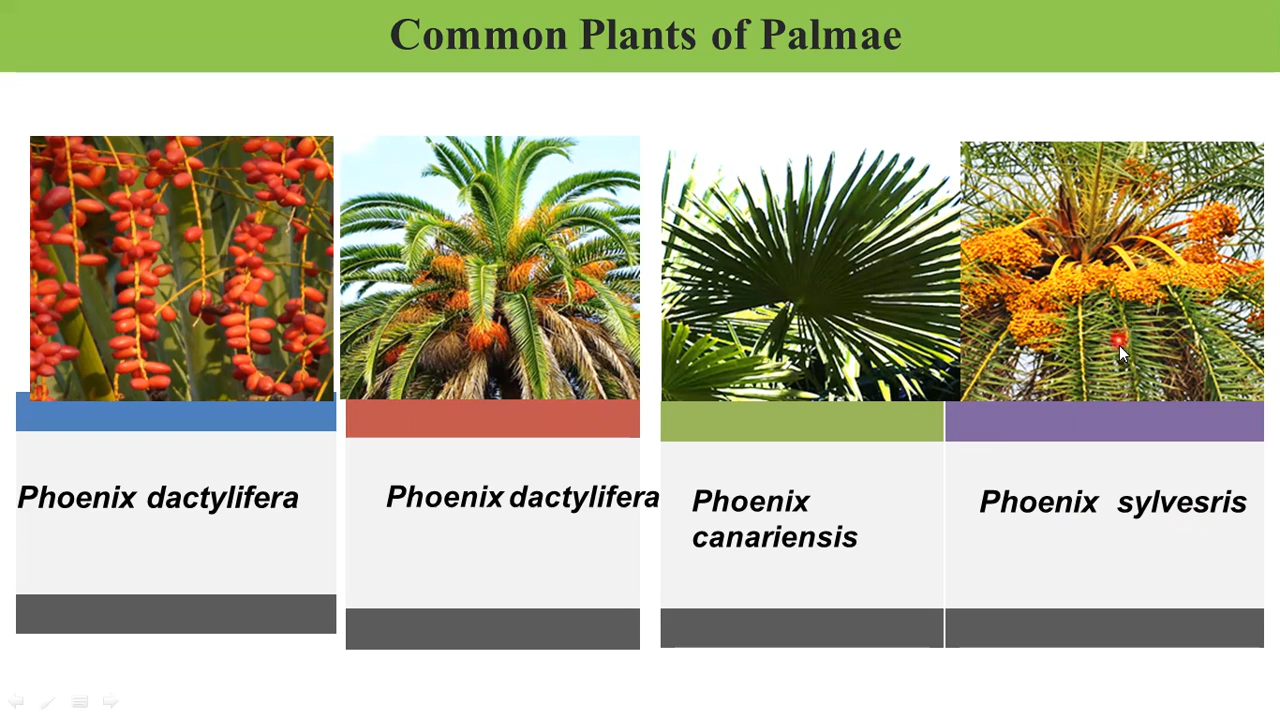 Common Plants of Palmae
Phoenix dactylifera
Phoenix dactylifera
Phoenix
canariensis
Phoenix sylvesris